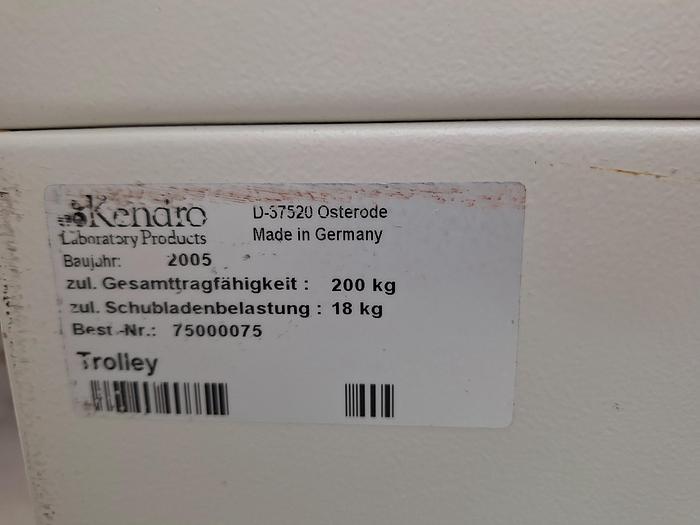 Kendro
Laboratory Products
D-37520 Osterode
Made in Germany
Baujahr: 2005
zul. Gesamttragfähigkeit : 200 kg
zul. Schubladenbelastung : 18 kg
Best.-Nr.: 75000075
Trolley